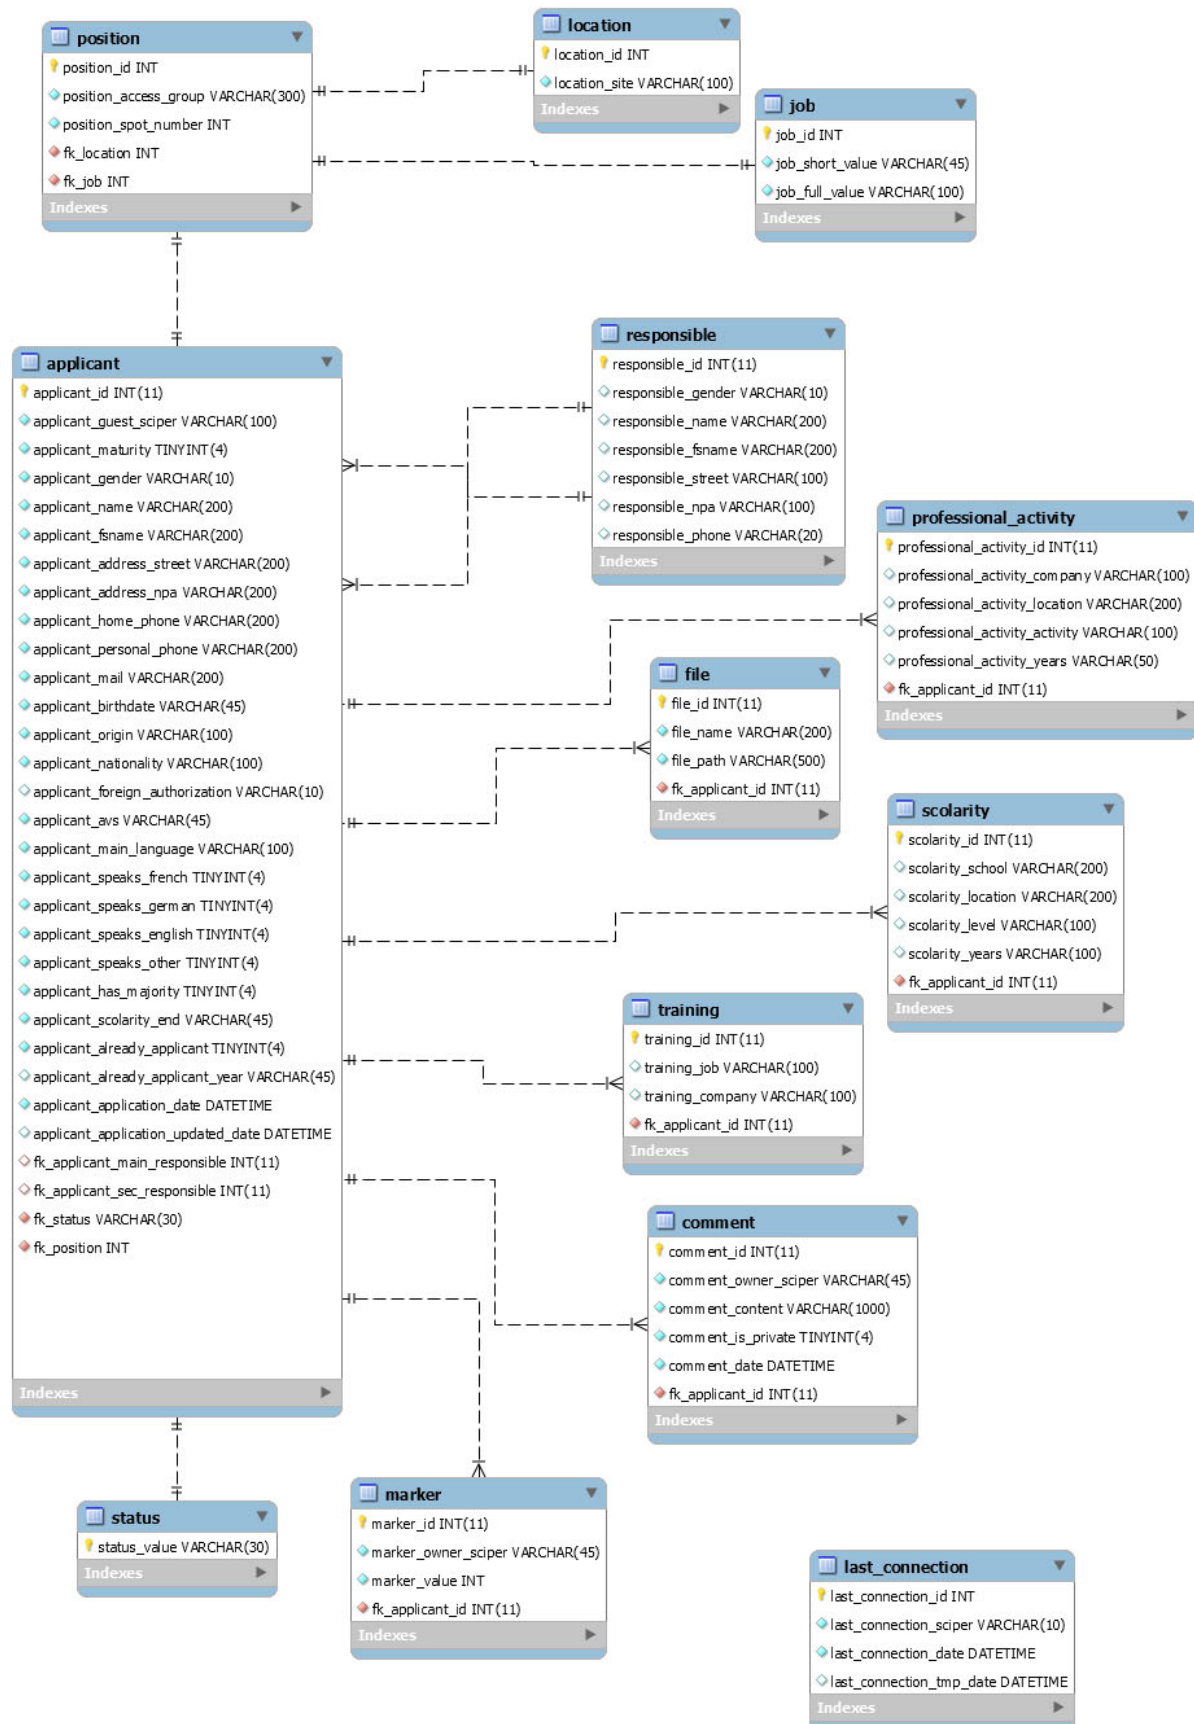 position
position_id INT
position_access_group VARCHAR(300)
position_spot_number INT
fk_location INT
fk_job INT
Indexes
location
location_id INT
location_site VARCHAR(100)
Indexes
job
job_id INT
job_short_value VARCHAR(45)
job_full_value VARCHAR(100)
Indexes
applicant
applicant_id INT(11)
applicant_guest_sciper VARCHAR(100)
applicant_maturity TINYINT(4)
applicant_gender VARCHAR(10)
applicant_name VARCHAR(200)
applicant_fsname VARCHAR(200)
applicant_address_street VARCHAR(200)
applicant_address_npa VARCHAR(200)
applicant_home_phone VARCHAR(200)
applicant_personal_phone VARCHAR(200)
applicant_mail VARCHAR(200)
applicant_birthdate VARCHAR(45)
applicant_origin VARCHAR(100)
applicant_nationality VARCHAR(100)
applicant_foreign_authorization VARCHAR(10)
applicant_avs VARCHAR(45)
applicant_main_language VARCHAR(100)
applicant_speaks_french TINYINT(4)
applicant_speaks_german TINYINT(4)
applicant_speaks_english TINYINT(4)
applicant_speaks_other TINYINT(4)
applicant_has_majority TINYINT(4)
applicant_scolarity_end VARCHAR(45)
applicant_already_applicant TINYINT(4)
applicant_already_applicant_year VARCHAR(45)
applicant_application_date DATETIME
applicant_application_updated_date DATETIME
fk_applicant_main_responsible INT(11)
fk_applicant_sec_responsible INT(11)
fk_status VARCHAR(30)
fk_position INT
Indexes
responsible
responsible_id INT(11)
responsible_gender VARCHAR(10)
responsible_name VARCHAR(200)
responsible_fsname VARCHAR(200)
responsible_street VARCHAR(100)
responsible_npa VARCHAR(100)
responsible_phone VARCHAR(20)
Indexes
professional_activity
professional_activity_id INT(11)
professional_activity_company VARCHAR(100)
professional_activity_location VARCHAR(200)
professional_activity_activity VARCHAR(100)
professional_activity_years VARCHAR(50)
fk_applicant_id INT(11)
Indexes
file
file_id INT(11)
file_name VARCHAR(200)
file_path VARCHAR(500)
fk_applicant_id INT(11)
Indexes
scolarity
scolarity_id INT(11)
scolarity_school VARCHAR(200)
scolarity_location VARCHAR(200)
scolarity_level VARCHAR(100)
scolarity_years VARCHAR(100)
fk_applicant_id INT(11)
Indexes
training
training_id INT(11)
training_job VARCHAR(100)
training_company VARCHAR(100)
fk_applicant_id INT(11)
Indexes
comment
comment_id INT(11)
comment_owner_sciper VARCHAR(45)
comment_content VARCHAR(1000)
comment_is_private TINYINT(4)
comment_date DATETIME
fk_applicant_id INT(11)
Indexes
status
status_value VARCHAR(30)
Indexes
marker
marker_id INT(11)
marker_owner_sciper VARCHAR(45)
marker_value INT
fk_applicant_id INT(11)
Indexes
last_connection
last_connection_id INT
last_connection_sciper VARCHAR(10)
last_connection_date DATETIME
last_connection_tmp_date DATETIME
Indexes